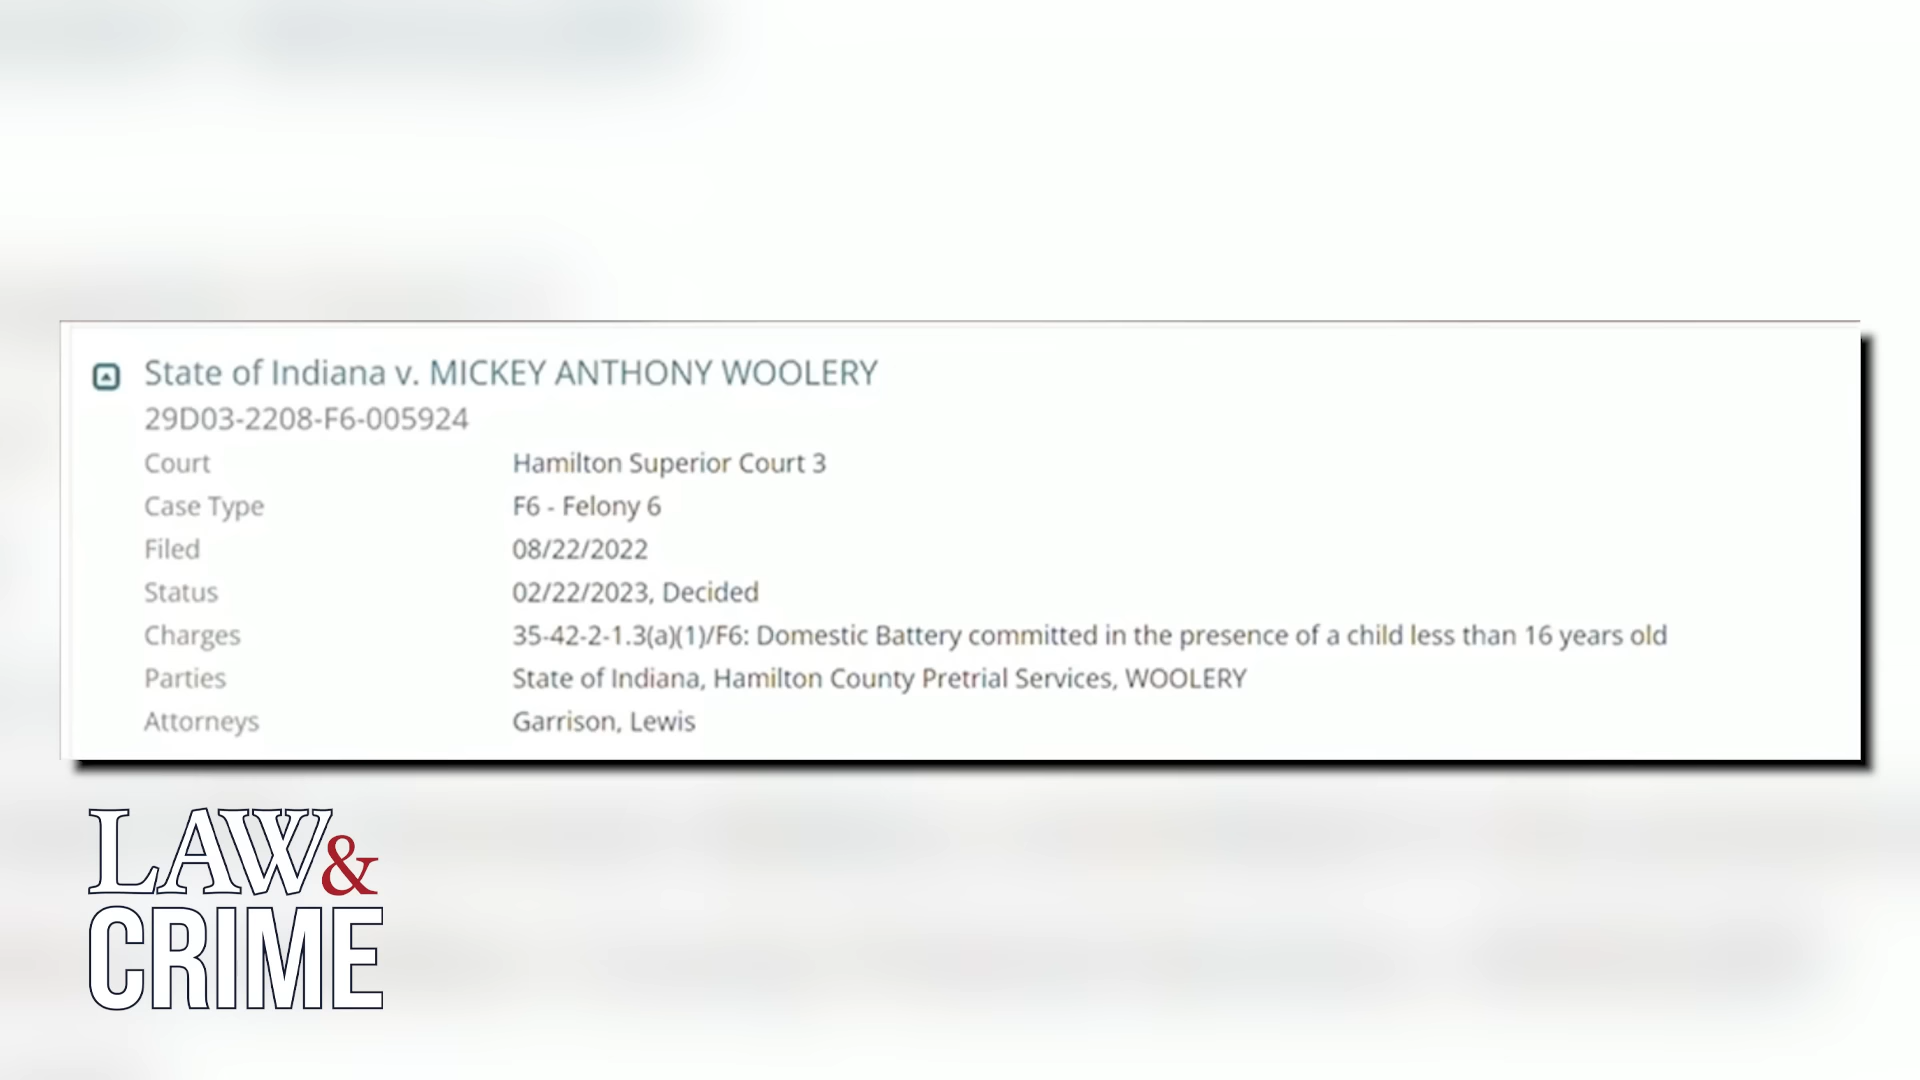 State of Indiana v. MICKEY ANTHONY WOOLERY
29D03-2208-F6-005924
Court Hamilton Superior Court 3
Case Type F6 - Felony 6
Filed 08/22/2022
Status 02/22/2023, Decided
Charges 35-42-2-1.3(a)(1)/F6: Domestic Battery committed in the presence of a child less than 16 years old
Parties State of Indiana, Hamilton County Pretrial Services, WOOLERY
Attorneys Garrison, Lewis
LAW&
CRIME